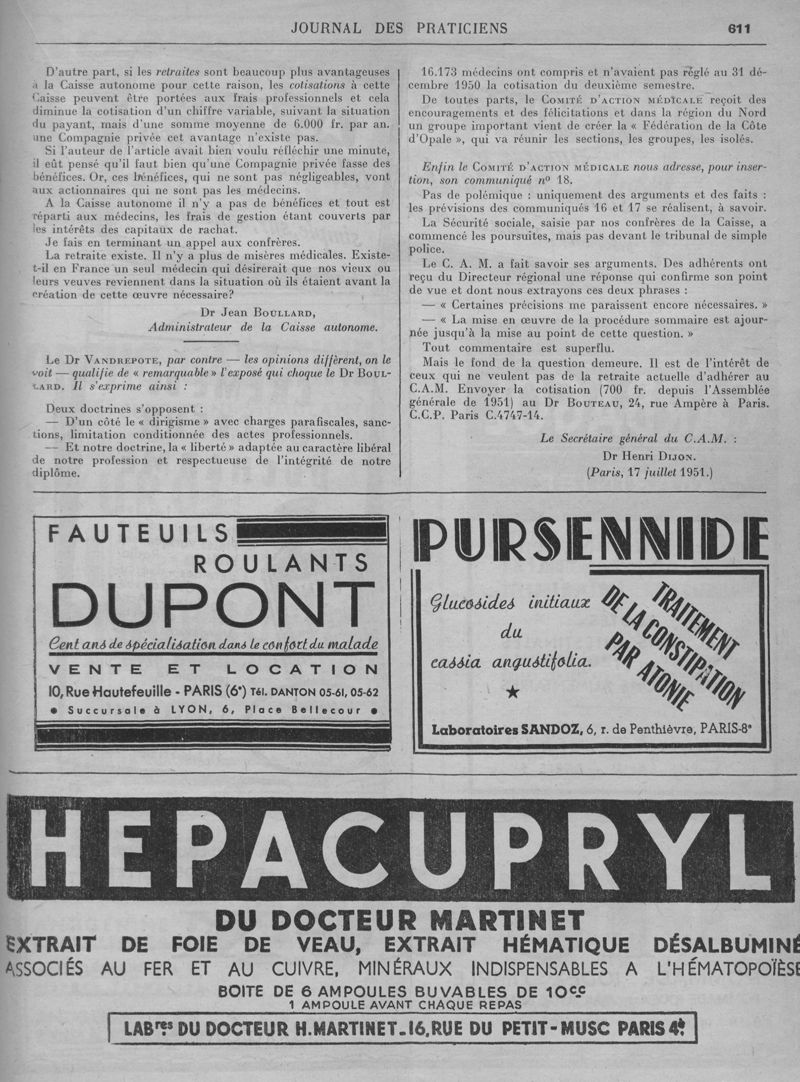 JOURNAL DES PRATICIENS
611
D'autre part, si les retraites sont beaucoup plus avantageuses
à la Caisse autonome pour cette raison, les cotisations à cette
Caisse peuvent être portées aux frais professionnels et cela
diminue la cotisation d'un chiffre variable, suivant la situation
du payant, mais d'une somme moyenne de 6.000 fr. par an.
une Compagnie privée cet avantage n'existe pas.
Si l'auteur de l'article avait bien voulu réfléchir une minute,
il eût pensé qu'il faut bien qu'une Compagnie privée fasse des
bénéfices. Or, ces bénéfices, qui ne sont pas négligeables, vont
aux actionnaires qui ne sont pas les médecins.
A la Caisse autonome il n'y a pas de bénéfices et tout est
réparti aux médecins, les frais de gestion étant couverts par
les intérêts des capitaux de rachat.
Je fais en terminant un appel aux confrères.
La retraite existe. Il n'y a plus de misères médicales. Existe-
t-il en France un seul médecin qui désirerait que nos vieux ou
leurs veuves reviennent dans la situation où ils étaient avant la
création de cette œuvre nécessaire?
Dr Jean BOULLARD,
Administrateur de la Caisse autonome.
Le Dr VANDREPOTE, par contre — les opinions diffèrent, on le
voit — qualifie de « remarquable » l'exposé qui choque le Dr BOUL-
LARD. Il s'exprime ainsi :
Deux doctrines s'opposent :
— D'un côté le « dirigisme » avec charges parafiscales, sanc-
tions, limitation conditionnée des actes professionnels.
— Et notre doctrine, la « liberté » adaptée au caractère libéral
de notre profession et respectueuse de l'intégrité de notre
diplôme.
16.173 médecins ont compris et n'avaient pas réglé au 31 dé-
cembre 1950 la cotisation du deuxième semestre.
De toutes parts, le COMITÉ D'ACTION MÉDICALE reçoit des
encouragements et des félicitations et dans la région du Nord
un groupe important vient de créer la « Fédération de la Côte
d'Opale », qui va réunir les sections, les groupes, les isolés.
Enfin le COMITÉ D'ACTION MÉDICALE nous adresse, pour inser-
tion, son communiqué nº 18.
Pas de polémique : uniquement des arguments et des faits :
les prévisions des communiqués 16 et 17 se réalisent, à savoir.
La Sécurité sociale, saisie par nos confrères de la Caisse, a
commencé les poursuites, mais pas devant le tribunal de simple
police.
Le C. A. M. a fait savoir ses arguments. Des adhérents ont
reçu du Directeur régional une réponse qui confirme son point
de vue et dont nous extrayons ces deux phrases :
— « Certaines précisions me paraissent encore nécessaires. »
— « La mise en œuvre de la procédure sommaire est ajour-
née jusqu'à la mise au point de cette question. »
Tout commentaire est superflu.
Mais le fond de la question demeure. Il est de l'intérêt de
ceux qui ne veulent pas de la retraite actuelle d'adhérer au
C.A.M. Envoyer la cotisation (700 fr. depuis l'Assemblée
générale de 1951) au Dr BOUTEAU, 24, rue Ampère à Paris.
C.C.P. Paris C.4747-14.
Le Secrétaire général du C.A.M. :
Dr Henri DIJON.
(Paris, 17 juillet 1951.)
FAUTEUILS
ROULANTS
DUPONT
Cent ans de spécialisation dans le confort du malade
VENTE ET LOCATION
10, Rue Hautefeuille - PARIS (6e) Tél. DANTON 05-61, 05-62
• Succursale à LYON, 6, Place Bellecour •
PURSENNIDE
Glucosides initiaux
du
cassia angustifolia.
TRAITEMENT
DE LA CONSTIPATION
PAR ATONIE
Laboratoires SANDOZ, 6, r. de Penthièvre, PARIS-8e
HEPACUPRYL
DU DOCTEUR MARTINET
EXTRAIT DE FOIE DE VEAU, EXTRAIT HÉMATIQUE DÉSALBUMINÉ
ASSOCIÉS AU FER ET AU CUIVRE, MINÉRAUX INDISPENSABLES A L'HÉMATOPOÏÈSE
BOITE DE 6 AMPOULES BUVABLES DE 10cc
1 AMPOULE AVANT CHAQUE REPAS
LABres DU DOCTEUR H. MARTINET_16, RUE DU PETIT-MUSC PARIS 4e